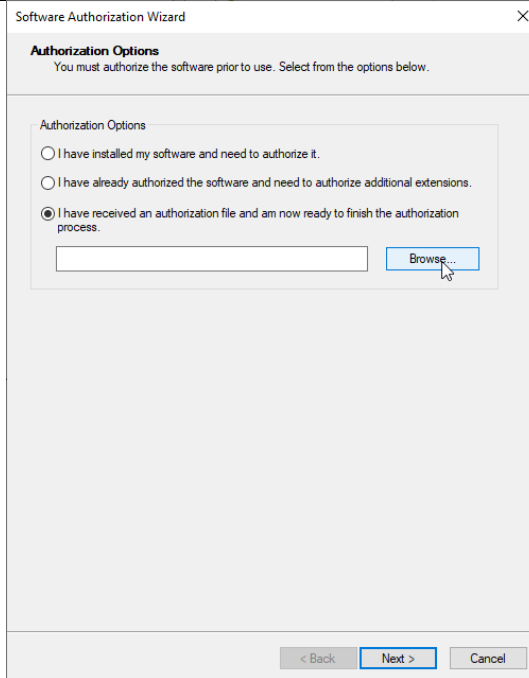 Software Authorization Wizard
Authorization Options
You must authorize the software prior to use. Select from the options below.
Authorization Options
I have installed my software and need to authorize it.
I have already authorized the software and need to authorize additional extensions.
I have received an authorization file and am now ready to finish the authorization
process.
Browse...
< Back
Next >
Cancel